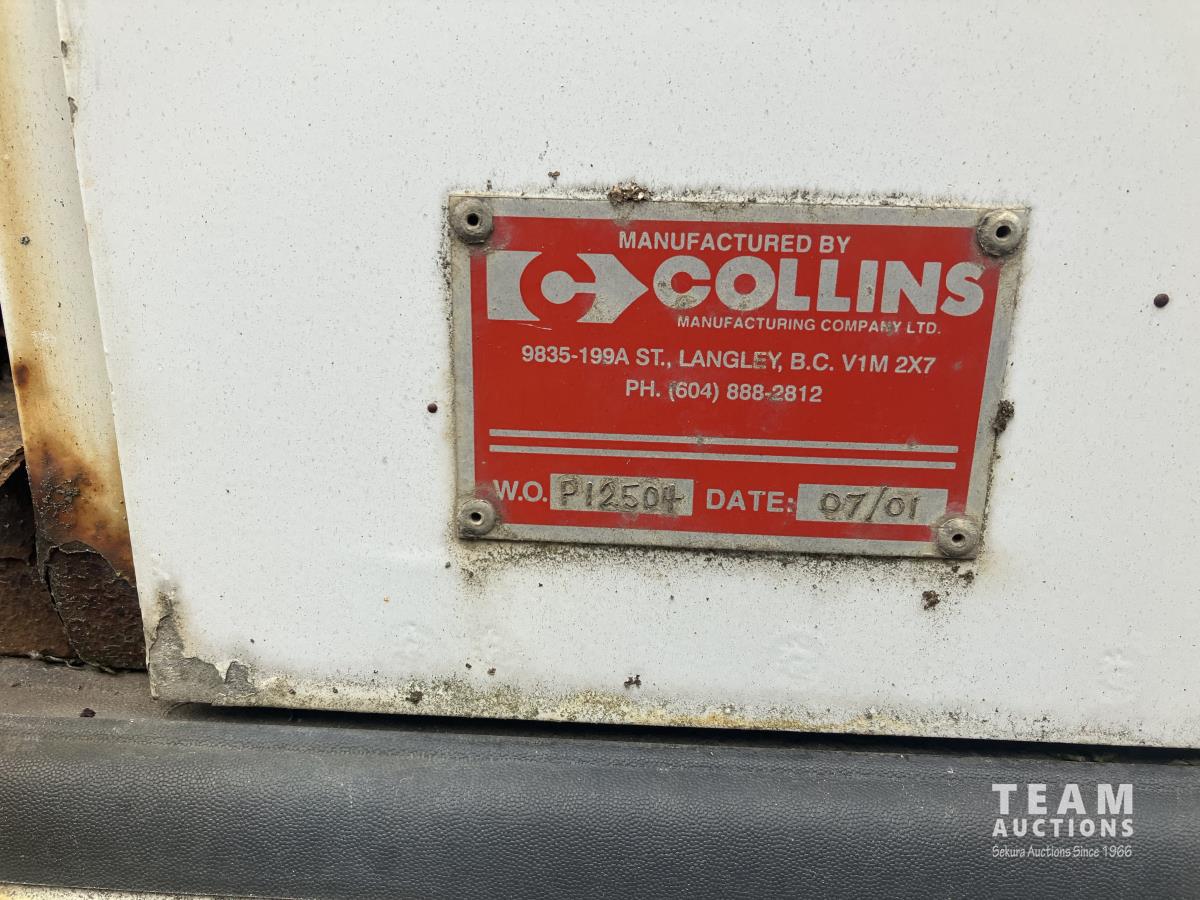 MANUFACTURED BY
COLLINS
MANUFACTURING COMPANY LTD.
9835-199A ST., LANGLEY, B.C. V1M 2X7
PH. (604) 888-2812
W.O. P12504 DATE: 07/01
TEAM
AUCTIONS
Sekura Auctions Since 1966